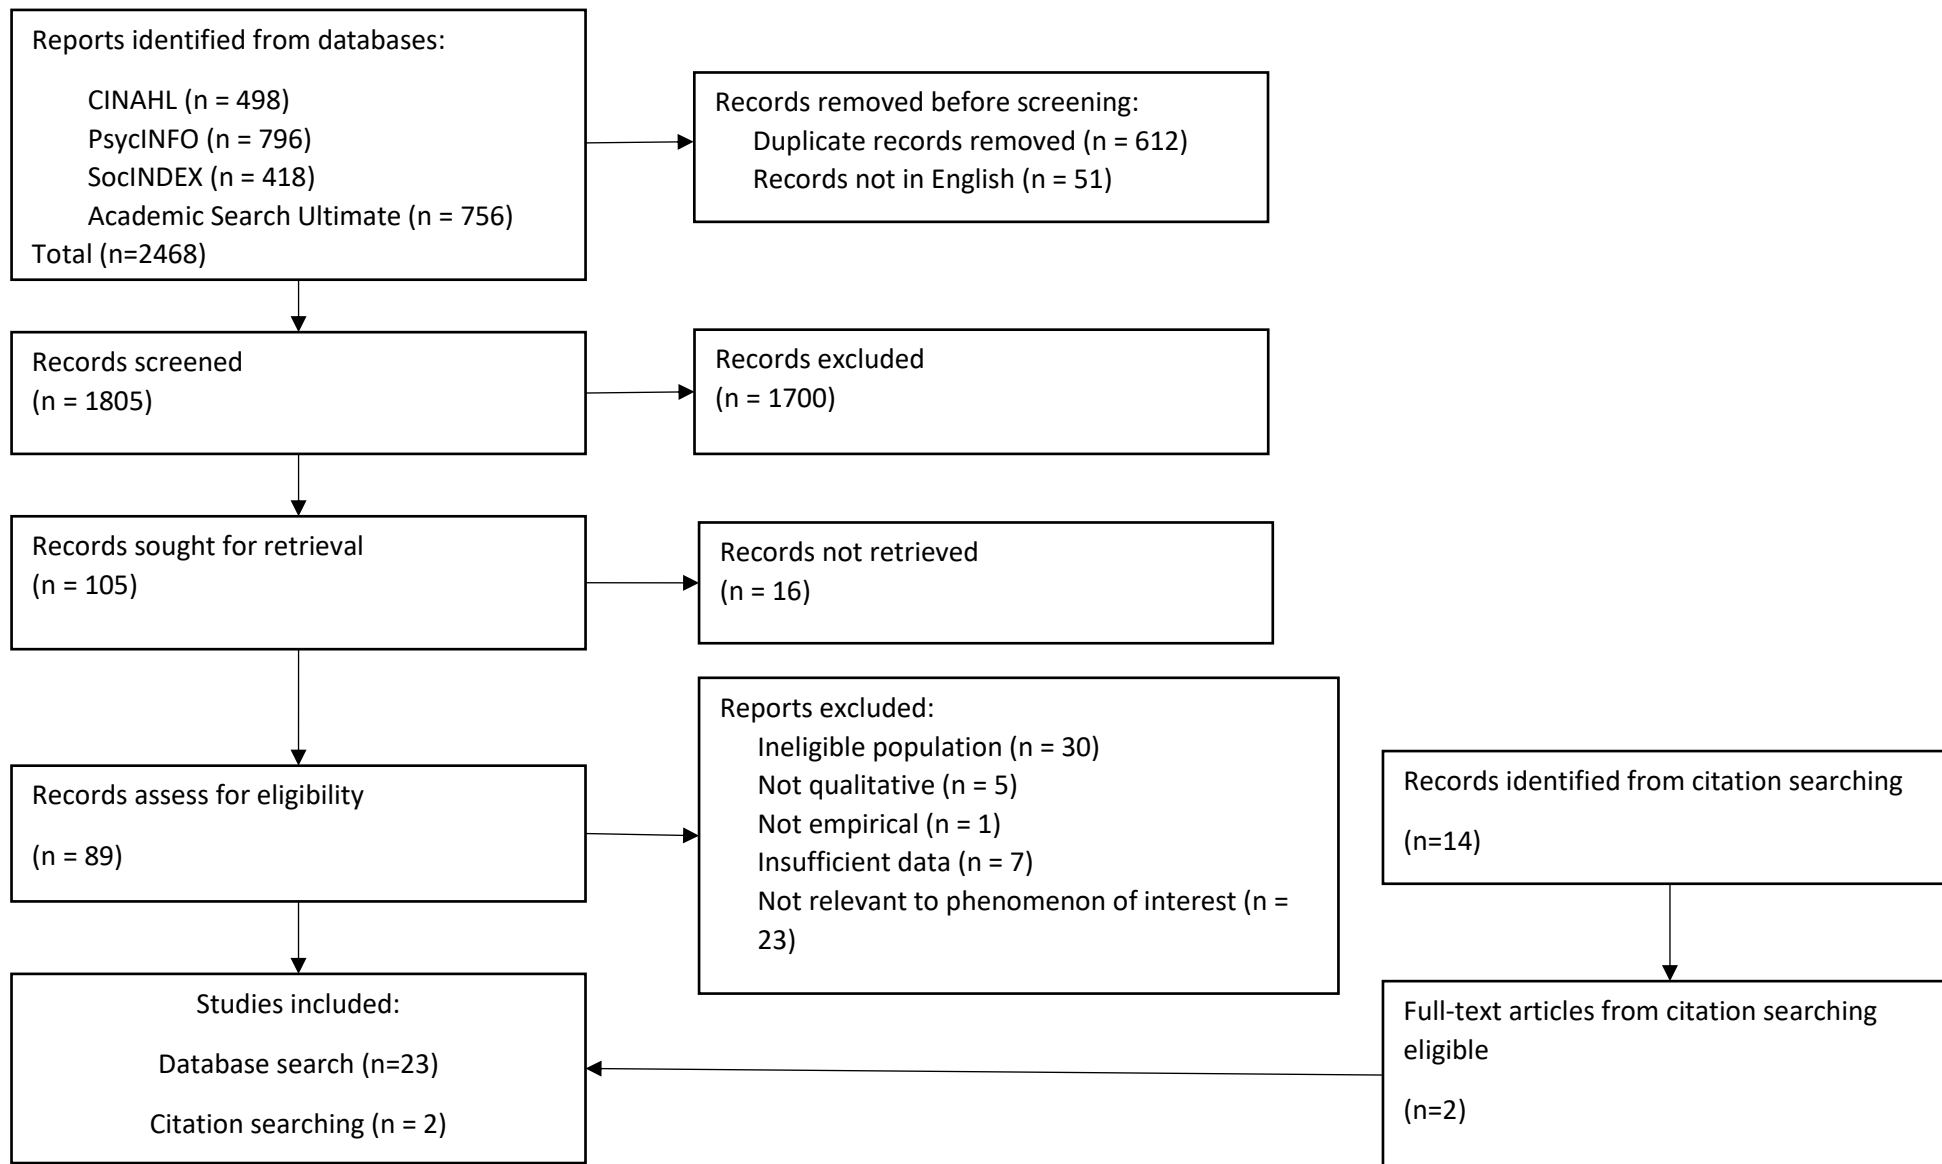 Reports identified from databases:
CINAHL (n = 498)
PsycINFO (n = 796)
SocINDEX (n = 418)
Academic Search Ultimate (n = 756)
Total (n=2468)
Records removed before screening:
Duplicate records removed (n = 612)
Records not in English (n = 51)
Records screened
(n = 1805)
Records excluded
(n = 1700)
Records sought for retrieval
(n = 105)
Records not retrieved
(n = 16)
Records assess for eligibility
(n = 89)
Reports excluded:
Ineligible population (n = 30)
Not qualitative (n = 5)
Not empirical (n = 1)
Insufficient data (n = 7)
Not relevant to phenomenon of interest (n =
23)
Records identified from citation searching
(n=14)
Studies included:
Database search (n=23)
Citation searching (n = 2)
Full-text articles from citation searching
eligible
(n=2)